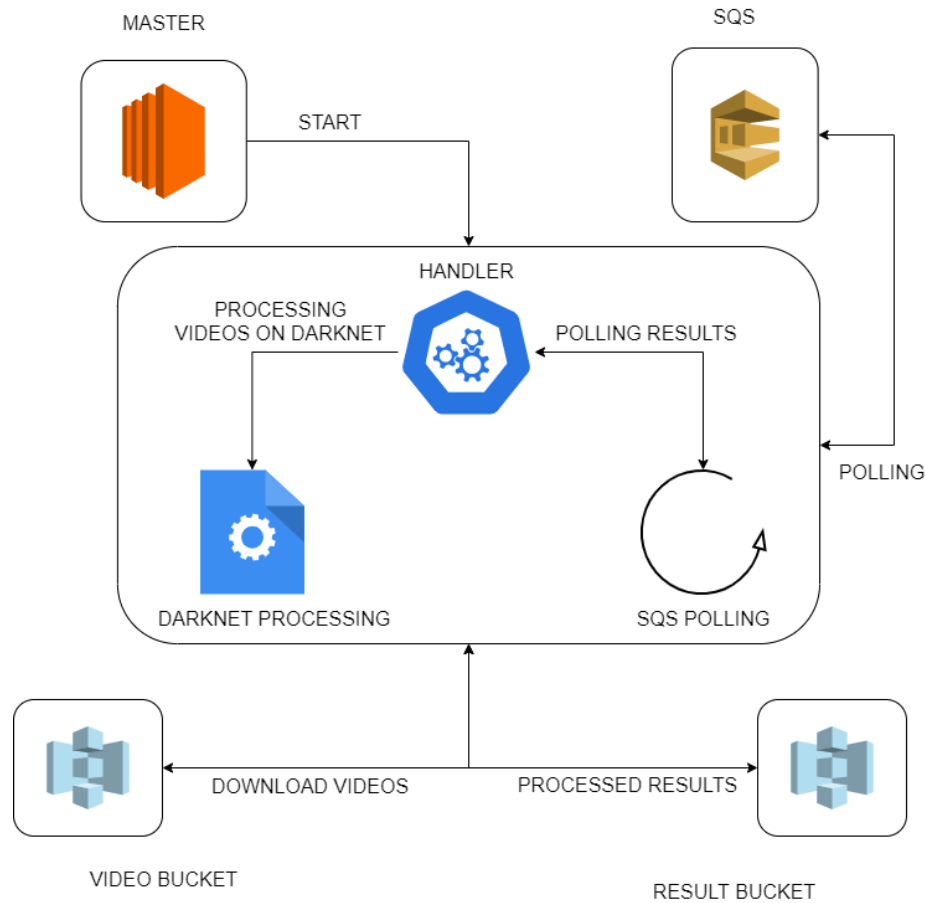 MASTER
SQS
START
HANDLER
PROCESSING
VIDEOS ON DARKNET
POLLING RESULTS
POLLING
DARKNET PROCESSING
SQS POLLING
DOWNLOAD VIDEOS
PROCESSED RESULTS
VIDEO BUCKET
RESULT BUCKET